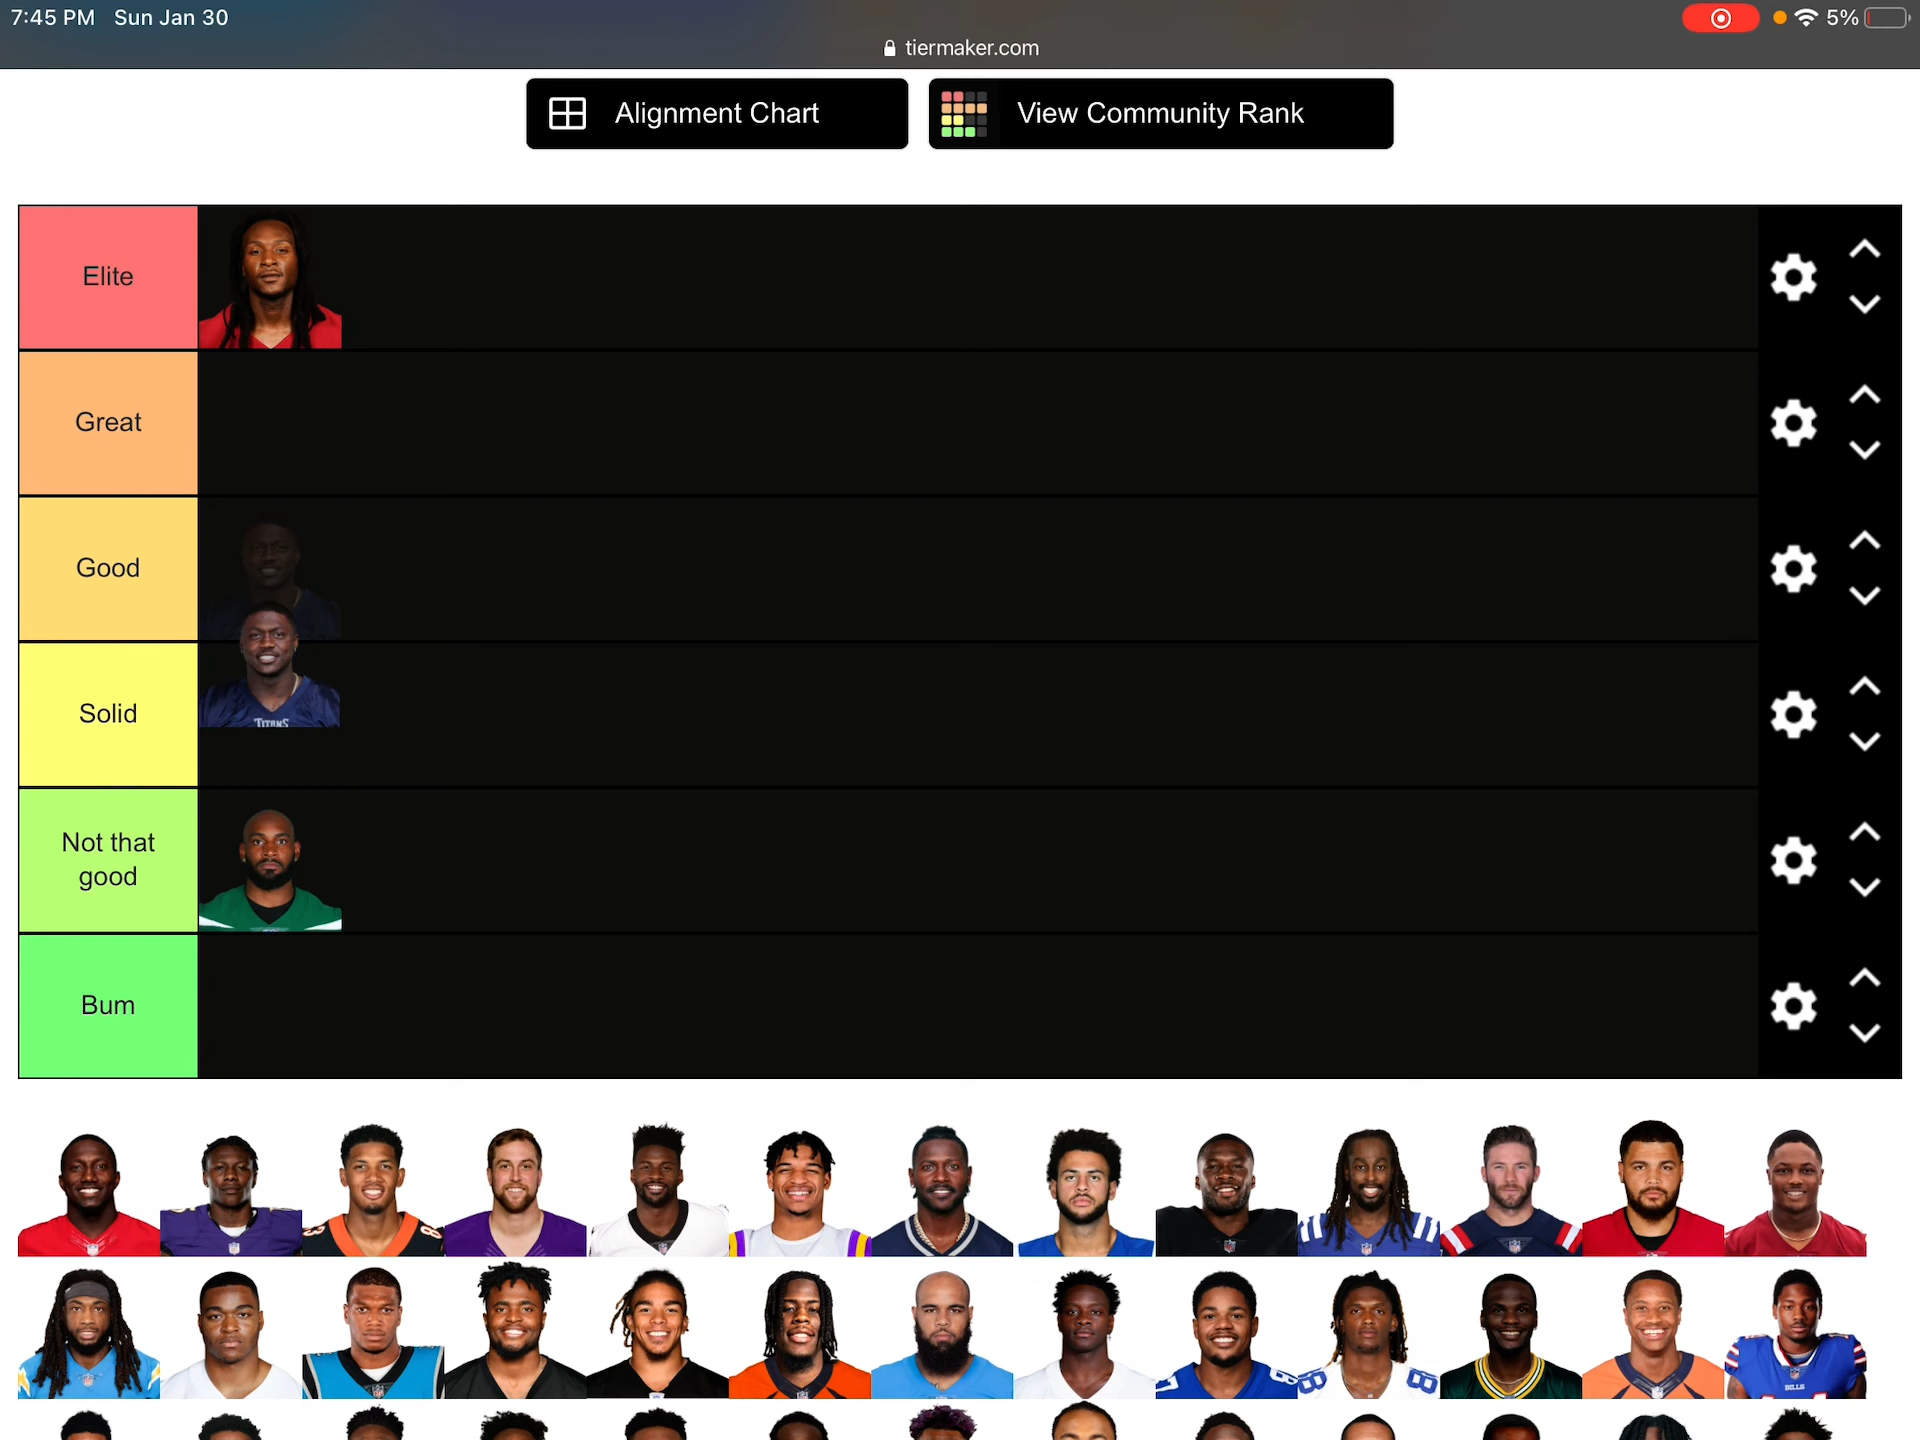 7:45 PM Sun Jan 30
5%
tiermaker.com
Alignment Chart
View Community Rank
Elite
Great
Good
Solid
TITANS
Not that
good
Bum
BILLS